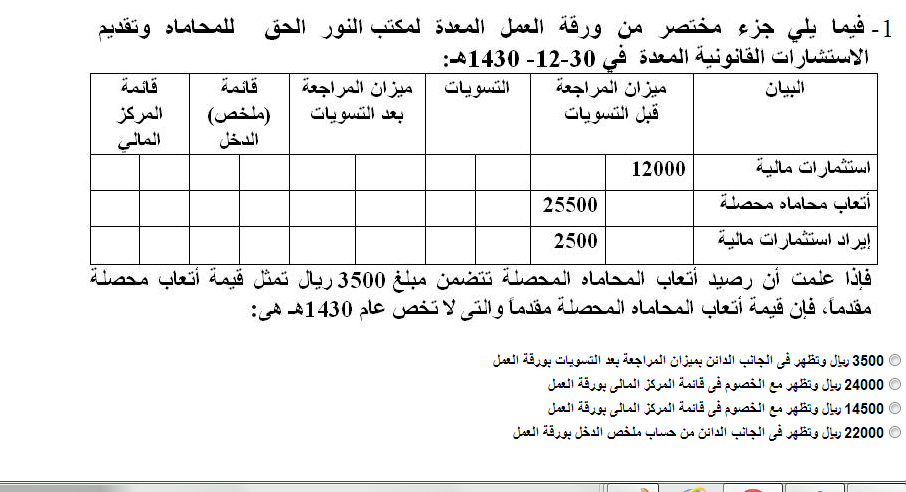 1- فيما يلي جزء مختصر من ورقة العمل المعدة لمكتب النور الحق للمحاماه وتقديم
الاستشارات القانونية المعدة في 30-12- 1430هـ:
البيان ميزان المراجعة التسويات ميزان المراجعة قائمة قائمة
قبل التسويات بعد التسويات (ملخص) المركز
الدخل المالي
استثمارات مالية 12000
أتعاب محاماه محصلة 25500
إيراد استثمارات مالية 2500
فإذا علمت أن رصيد أتعاب المحاماه المحصلة تتضمن مبلغ 3500 ريال تمثل قيمة أتعاب محصلة
مقدماً، فإن قيمة أتعاب المحاماه المحصلة مقدماً والتى لا تخص عام 1430هـ هى:
3500 ريال وتظهر فى الجانب الدائن بميزان المراجعة بعد التسويات بورقة العمل
24000 ريال وتظهر مع الخصوم فى قائمة المركز المالى بورقة العمل
14500 ريال وتظهر مع الخصوم فى قائمة المركز المالى بورقة العمل
22000 ريال وتظهر فى الجانب الدائن من حساب ملخص الدخل بورقة العمل